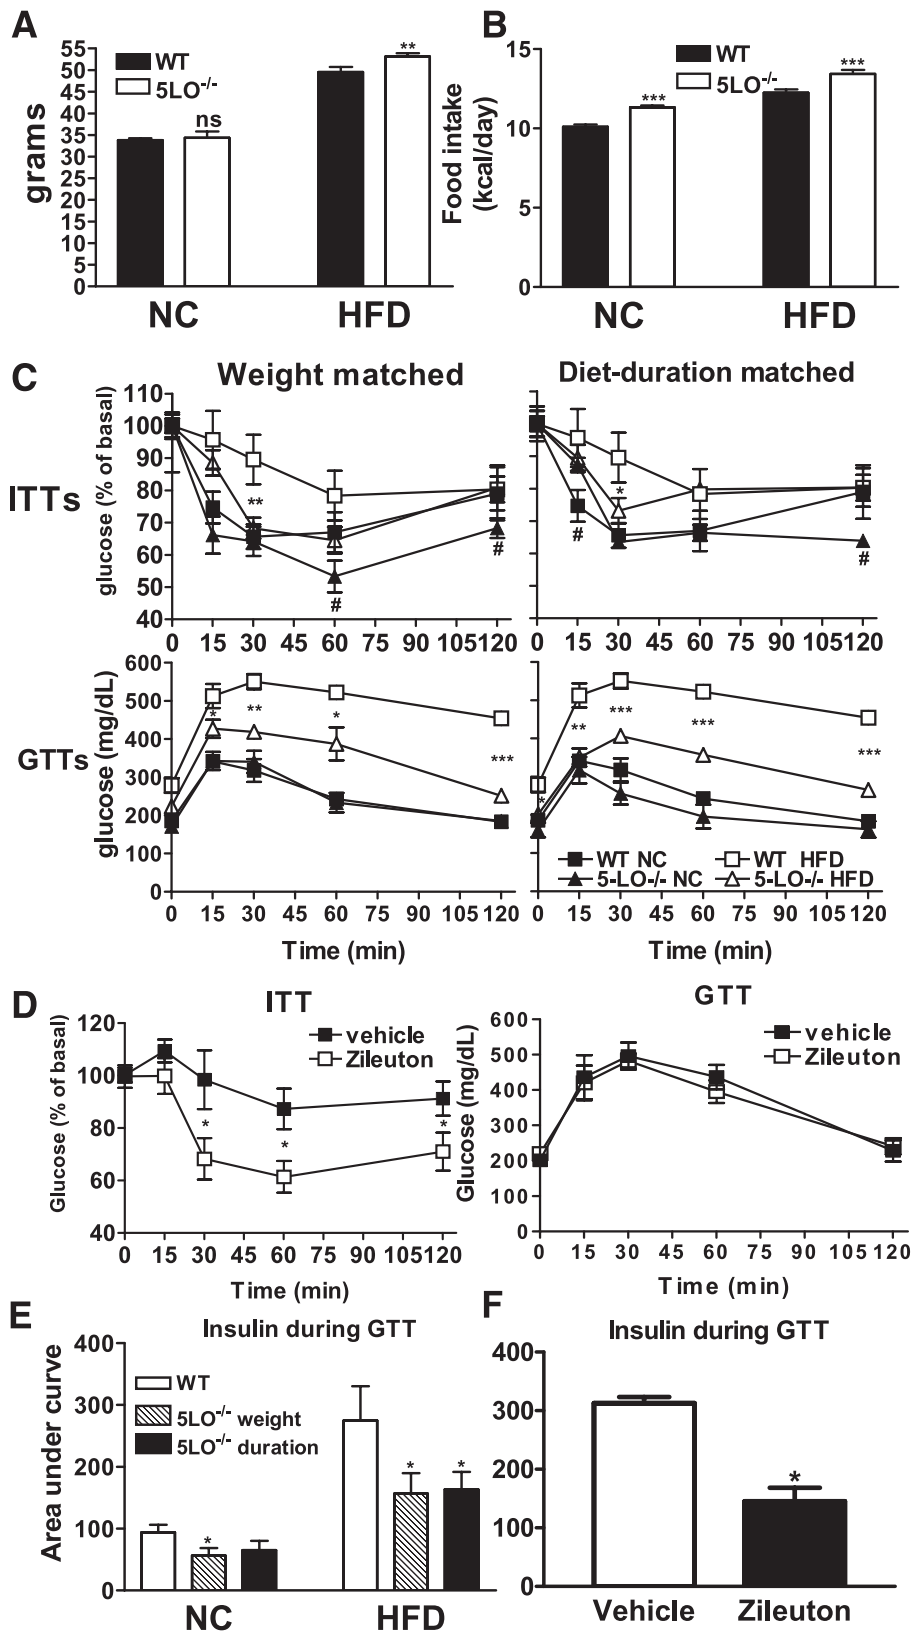 A
WT
5LO-/-
grams
55
50
45
40
35
30
25
20
15
10
5
0
ns
**
NC HFD
B
WT
5LO-/-
Food intake
(kcal/day)
15
10
5
0
***
***
NC HFD
C
Weight matched
Diet-duration matched
ITTs
glucose (% of basal)
110
100
90
80
70
60
50
40
**
#
#
*
#
#
0 15 30 45 60 75 90 105 120
0 15 30 45 60 75 90 105 120
GTTs
glucose (mg/dL)
600
500
400
300
200
100
0
* ** * ***
* ** *** *** ***
WT NC WT HFD
5-LO-/- NC 5-LO-/- HFD
0 15 30 45 60 75 90 105 120
0 15 30 45 60 75 90 105 120
Time (min)
Time (min)
D
ITT
vehicle
Zileuton
Glucose (% of basal)
120
100
80
60
40
* * *
0 15 30 45 60 75 90 105 120
Time (min)
GTT
vehicle
Zileuton
Glucose (mg/dL)
600
500
400
300
200
100
0
0 15 30 45 60 75 90 105 120
Time (min)
E
Insulin during GTT
WT
5LO-/- weight
5LO-/- duration
Area under curve
400
300
200
100
0
* * *
NC HFD
F
Insulin during GTT
400
300
200
100
0
*
Vehicle Zileuton